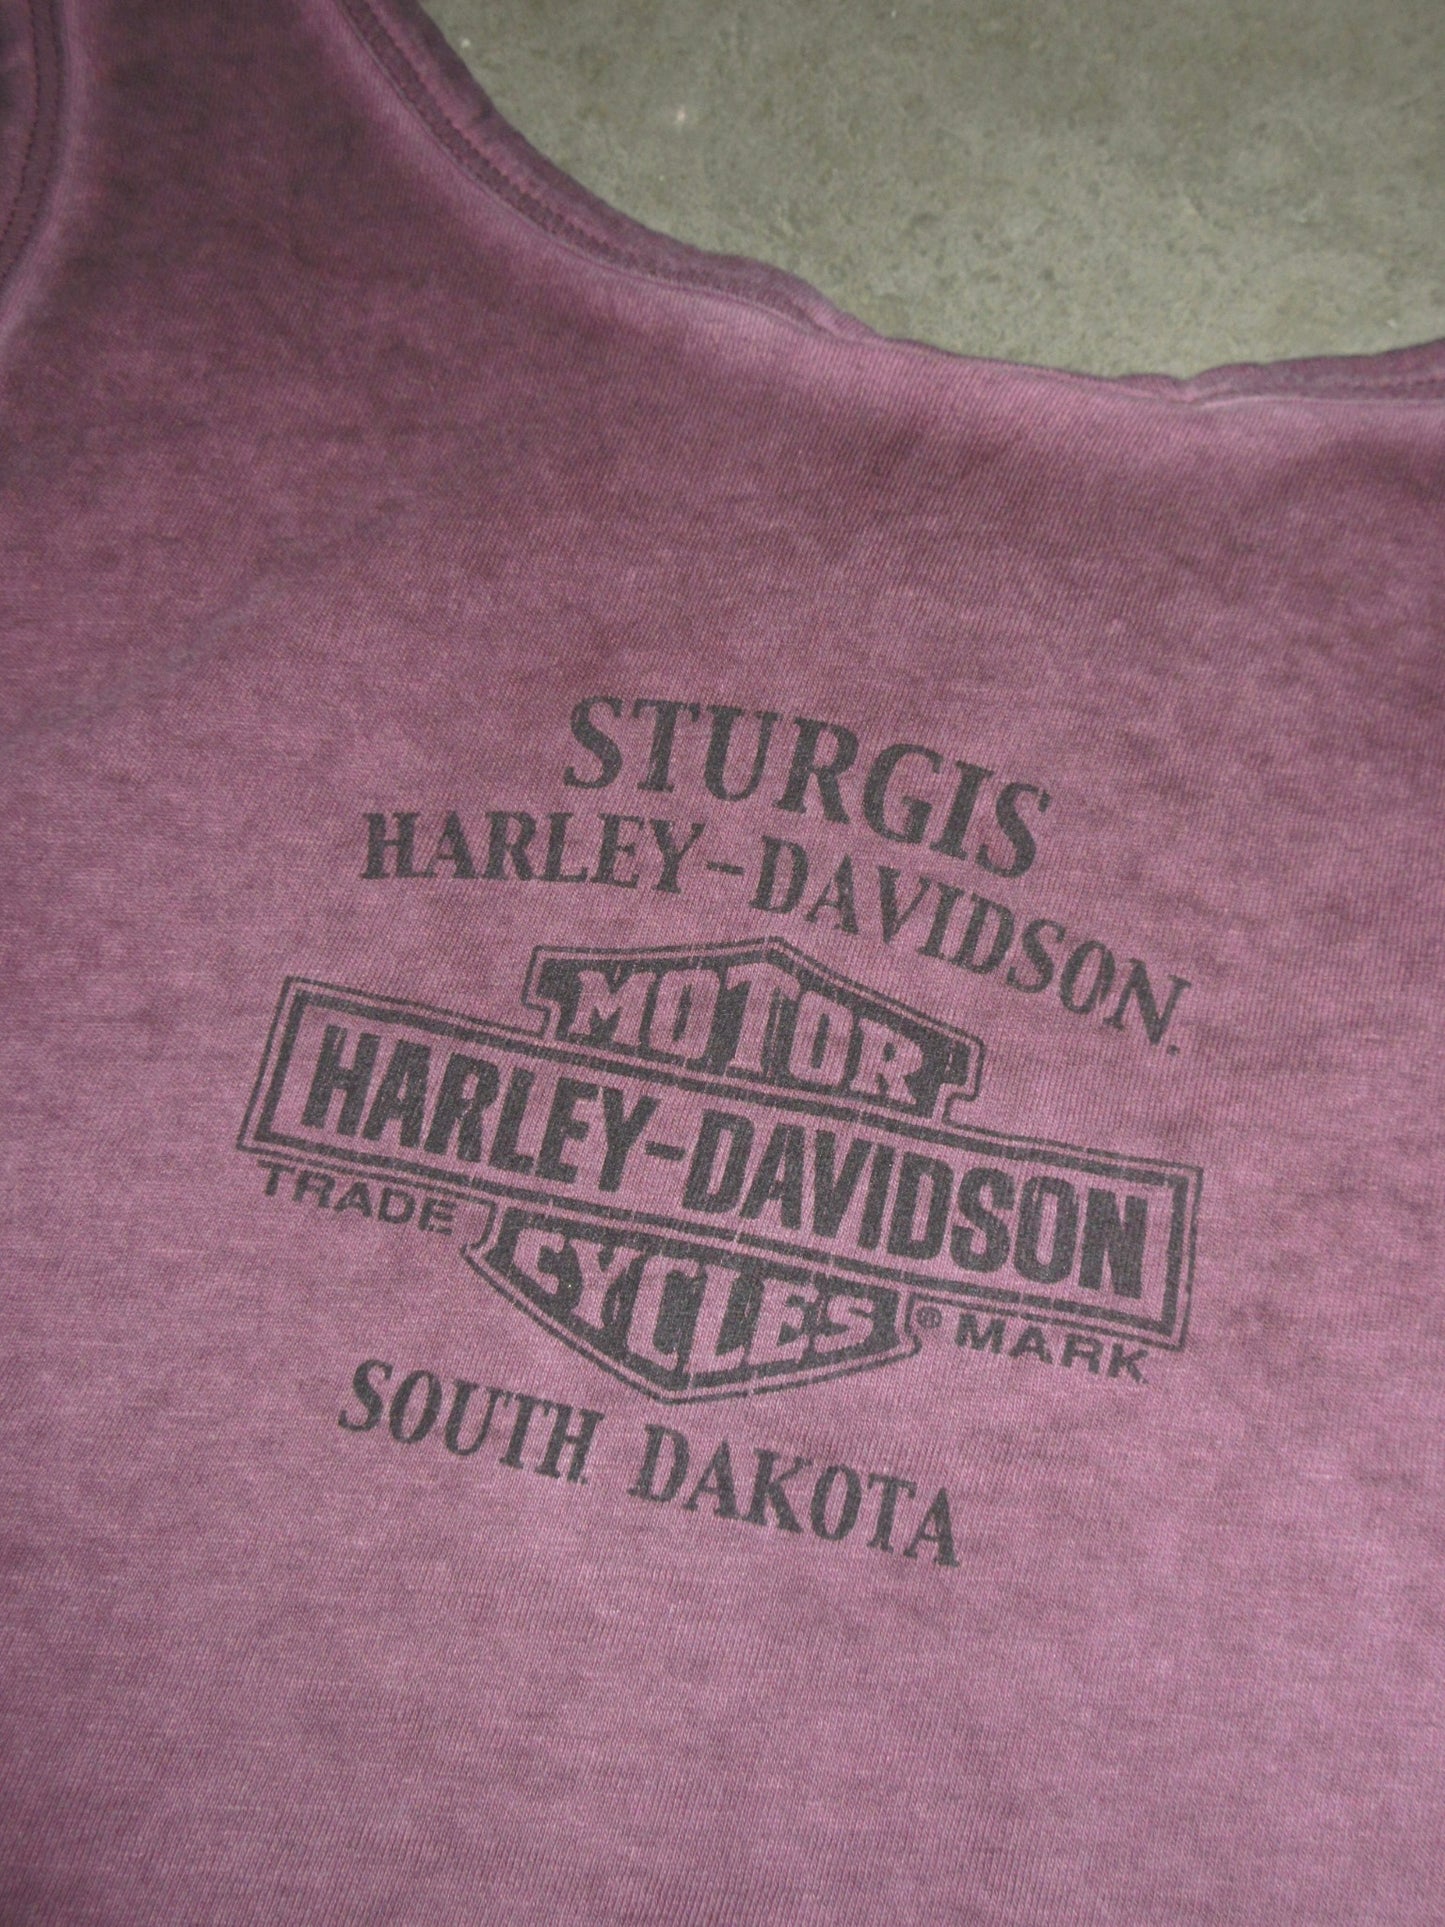 STURGIS
HARLEY-DAVIDSON.
MOTOR
HARLEY-DAVIDSON
TRADE ® MARK
CYCLES
SOUTH DAKOTA